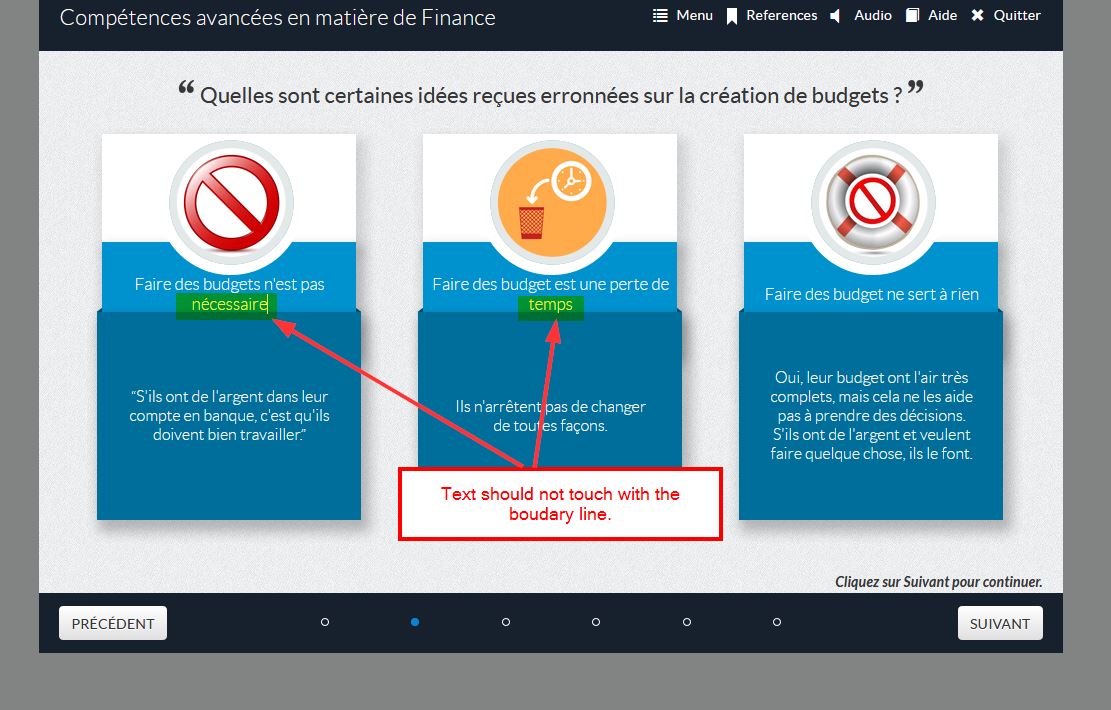 Compétences avancées en matière de Finance
Menu
References
Audio
Aide
Quitter
“ Quelles sont certaines idées reçues erronnées sur la création de budgets ? ”
Faire des budgets n'est pas
nécessaire
Faire des budget est une perte de
temps
Faire des budget ne sert à rien
“S'ils ont de l'argent dans leur
compte en banque, c'est qu'ils
doivent bien travailler.”
Ils n'arrêtent pas de changer
de toutes façons.
Oui, leur budget ont l'air très
complets, mais cela ne les aide
pas à prendre des décisions.
S'ils ont de l'argent et veulent
faire quelque chose, ils le font.
Text should not touch with the
boudary line.
Cliquez sur Suivant pour continuer.
PRÉCÉDENT
SUIVANT